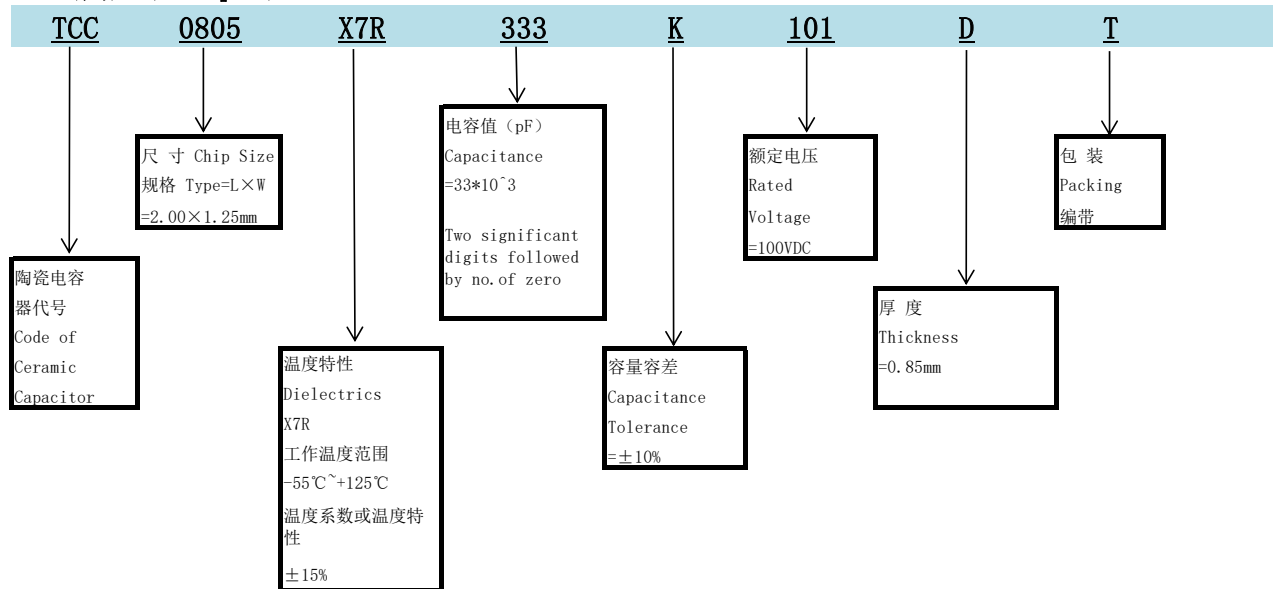 TCC 0805 X7R 333 K 101 D T
尺 寸 Chip Size
规格 Type=L×W
=2.00×1.25mm
电容值（pF）
Capacitance
=33*10^3
Two significant
digits followed
by no.of zero
额定电压
Rated
Voltage
=100VDC
包 装
Packing
编带
陶瓷电容
器代号
Code of
Ceramic
Capacitor
温度特性
Dielectrics
X7R
工作温度范围
-55℃~+125℃
温度系数或温度特
性
±15%
容量容差
Capacitance
Tolerance
=±10%
厚 度
Thickness
=0.85mm